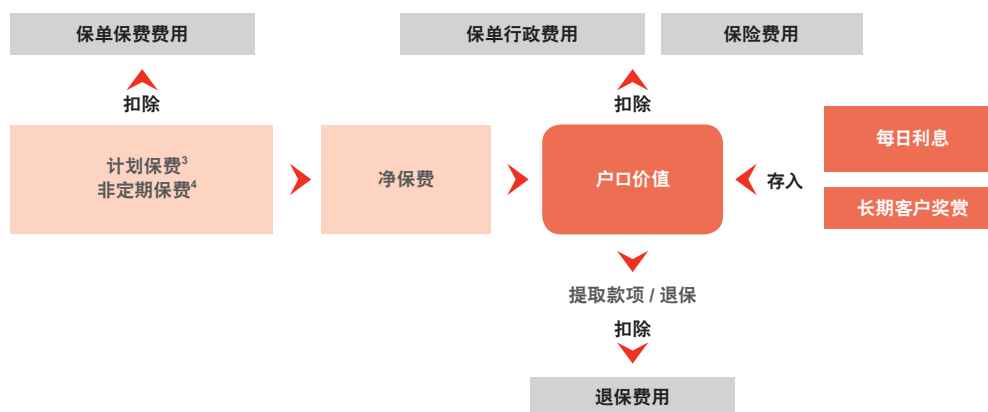 保单保费费用
保单行政费用
保险费用
扣除
扣除
计划保费3
非定期保费4
净保费
户口价值
存入
每日利息
长期客户奖赏
提取款项 / 退保
扣除
退保费用